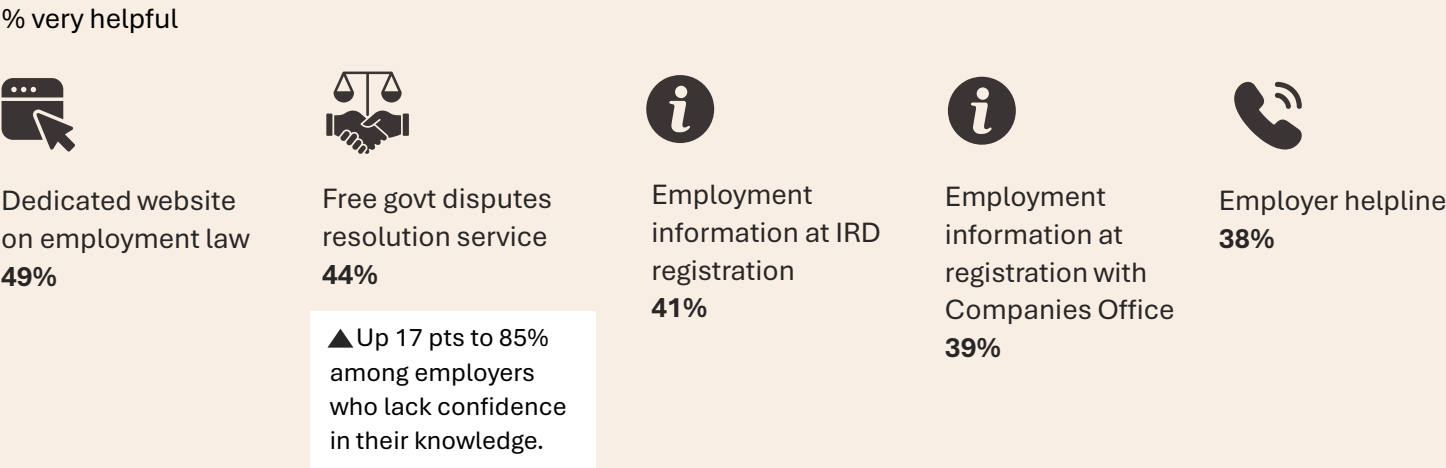 % very helpful
Dedicated website
on employment law
49%
Free govt disputes
resolution service
44%
▲Up 17 pts to 85%
among employers
who lack confidence
in their knowledge.
Employment
information at IRD
registration
41%
Employment
information at
registration with
Companies Office
39%
Employer helpline
38%